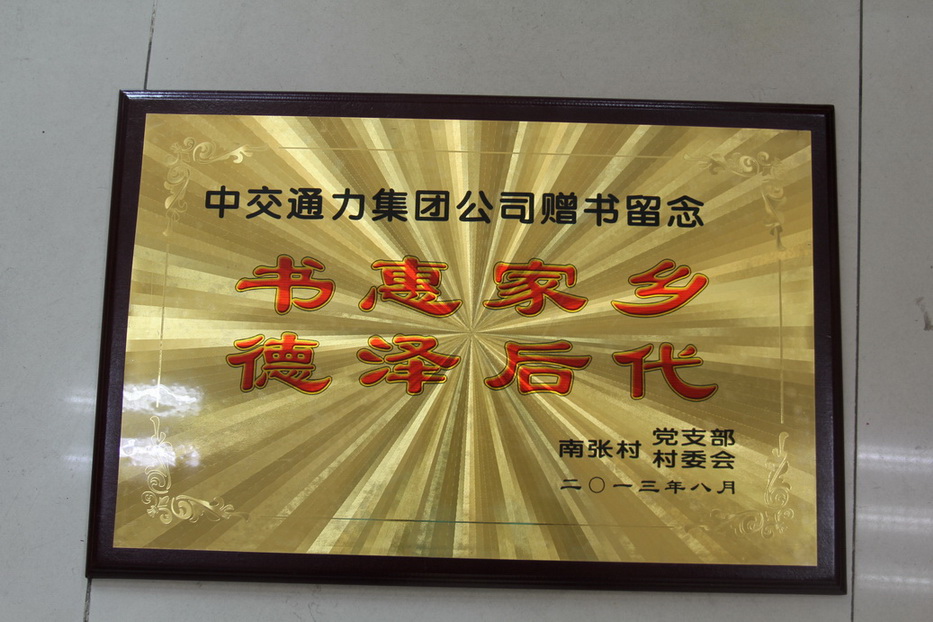 中交通力集团公司赠书留念
书惠家乡
德泽后代
南张村 党支部
村委会
二〇一三年八月